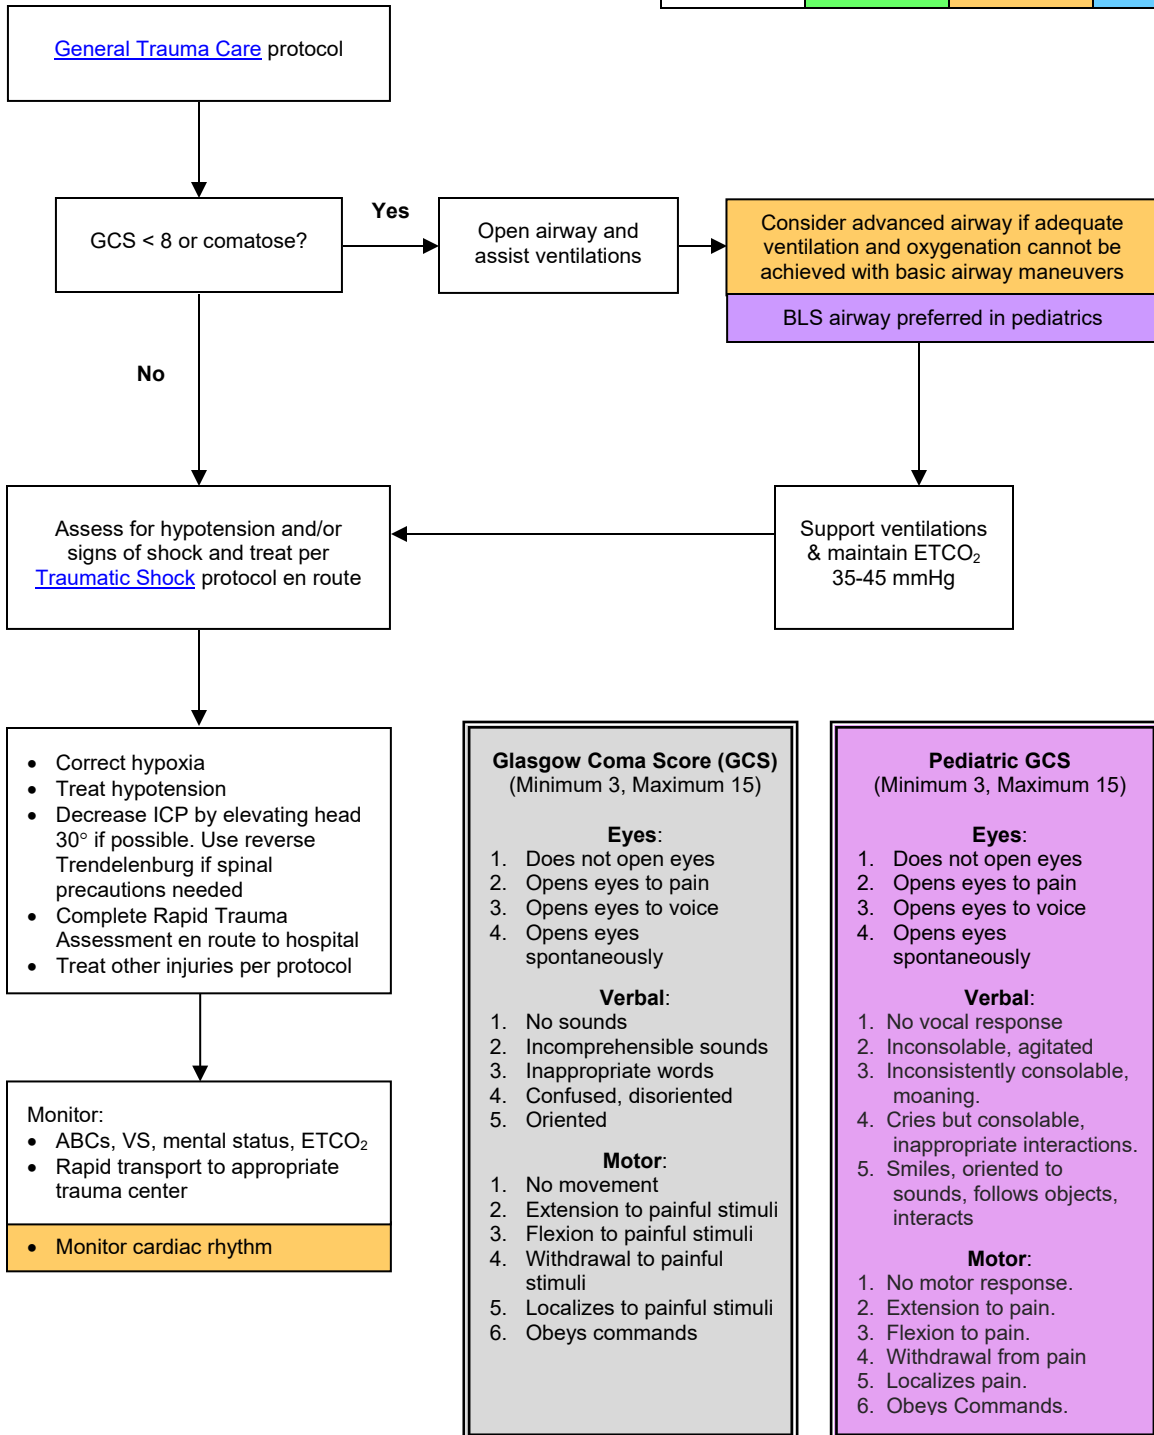 General Trauma Care protocol
GCS < 8 or comatose?
Yes
Open airway and
assist ventilations
Consider advanced airway if adequate
ventilation and oxygenation cannot be
achieved with basic airway maneuvers
BLS airway preferred in pediatrics
No
Assess for hypotension and/or
signs of shock and treat per
Traumatic Shock protocol en route
Support ventilations
& maintain ETCO₂
35-45 mmHg
• Correct hypoxia
• Treat hypotension
• Decrease ICP by elevating head
30° if possible. Use reverse
Trendelenburg if spinal
precautions needed
• Complete Rapid Trauma
Assessment en route to hospital
• Treat other injuries per protocol
Monitor:
• ABCs, VS, mental status, ETCO₂
• Rapid transport to appropriate
trauma center
• Monitor cardiac rhythm
Glasgow Coma Score (GCS)
(Minimum 3, Maximum 15)
Eyes:
1. Does not open eyes
2. Opens eyes to pain
3. Opens eyes to voice
4. Opens eyes
spontaneously
Verbal:
1. No sounds
2. Incomprehensible sounds
3. Inappropriate words
4. Confused, disoriented
5. Oriented
Motor:
1. No movement
2. Extension to painful stimuli
3. Flexion to painful stimuli
4. Withdrawal to painful
stimuli
5. Localizes to painful stimuli
6. Obeys commands
Pediatric GCS
(Minimum 3, Maximum 15)
Eyes:
1. Does not open eyes
2. Opens eyes to pain
3. Opens eyes to voice
4. Opens eyes
spontaneously
Verbal:
1. No vocal response
2. Inconsolable, agitated
3. Inconsistently consolable,
moaning.
4. Cries but consolable,
inappropriate interactions.
5. Smiles, oriented to
sounds, follows objects,
interacts
Motor:
1. No motor response.
2. Extension to pain.
3. Flexion to pain.
4. Withdrawal from pain
5. Localizes pain.
6. Obeys Commands.